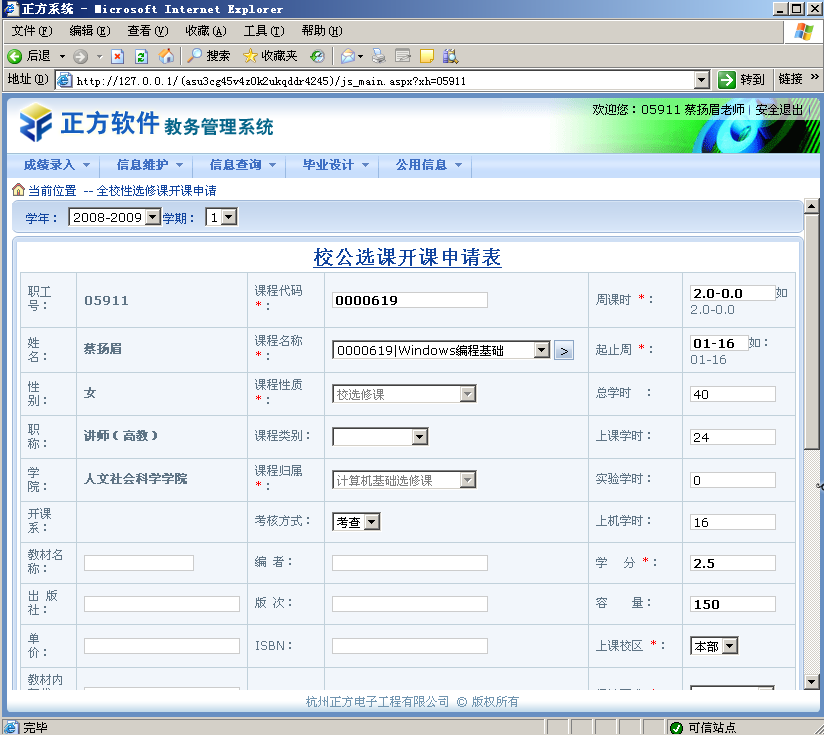 正方系统 - Microsoft Internet Explorer
文件(F) 编辑(E) 查看(V) 收藏(A) 工具(T) 帮助(H)
后退 搜索 收藏夹
地址(D) http://127.0.0.1/(asu3cg45v4z0k2ukqddr4245)/js_main.aspx?xh=05911 转到 链接 »
正方软件 教务管理系统 欢迎您：05911 蔡扬眉老师 | 安全退出
成绩录入 信息维护 信息查询 毕业设计 公用信息
当前位置 -- 全校性选修课开课申请
学年： 2008-2009 学期： 1
校公选课开课申请表
职工号： 05911 课程代码*： 0000619 周课时 *： 2.0-0.0 如2.0-0.0
姓名： 蔡扬眉 课程名称*： 0000619|Windows编程基础 > 起止周 *： 01-16 如：01-16
性别： 女 课程性质*： 校选修课 总学时 ： 40
职称： 讲师（高教） 课程类别： 上课学时： 24
学院： 人文社会科学学院 课程归属*： 计算机基础选修课 实验学时： 0
开课系： 考核方式： 考查 上机学时： 16
教材名称： 编 者： 学 分 *： 2.5
出 版社： 版 次： 容 量： 150
单价： ISBN： 上课校区 *： 本部
教材内
杭州正方电子工程有限公司 © 版权所有
完毕 可信站点